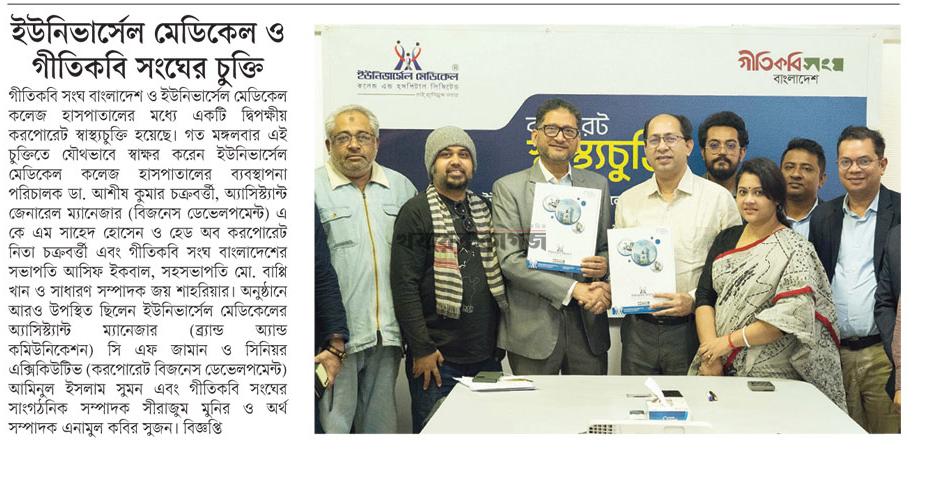 ইউনিভার্সেল মেডিকেল ও
গীতিকবি সংঘের চুক্তি
গীতিকবি সংঘ বাংলাদেশ ও ইউনিভার্সেল মেডিকেল
কলেজ হাসপাতালের মধ্যে একটি দ্বিপক্ষীয়
করপোরেট স্বাস্থ্যচুক্তি হয়েছে। গত মঙ্গলবার এই
চুক্তিতে যৌথভাবে স্বাক্ষর করেন ইউনিভার্সেল
মেডিকেল কলেজ হাসপাতালের ব্যবস্থাপনা
পরিচালক ডা. আশীষ কুমার চক্রবর্ত্তী, অ্যাসিস্ট্যান্ট
জেনারেল ম্যানেজার (বিজনেস ডেভেলপমেন্ট) এ
কে এম সাহেদ হোসেন ও হেড অব করপোরেট
নিতা চক্রবর্ত্তী এবং গীতিকবি সংঘ বাংলাদেশের
সভাপতি আসিফ ইকবাল, সহসভাপতি মো. বাপ্পি
খান ও সাধারণ সম্পাদক জয় শাহরিয়ার। অনুষ্ঠানে
আরও উপস্থিত ছিলেন ইউনিভার্সেল মেডিকেলের
অ্যাসিস্ট্যান্ট ম্যানেজার (ব্র্যান্ড অ্যান্ড
কমিউনিকেশন) সি এফ জামান ও সিনিয়র
এক্সিকিউটিভ (করপোরেট বিজনেস ডেভেলপমেন্ট)
আমিনুল ইসলাম সুমন এবং গীতিকবি সংঘের
সাংগঠনিক সম্পাদক সীরাজুম মুনির ও অর্থ
সম্পাদক এনামুল কবির সুজন। বিজ্ঞপ্তি
ইউনিভার্সেল মেডিকেল
কলেজ এন্ড হসপিটাল লিমিটেড
গীতিকবি সংঘ
বাংলাদেশ
রেট
স্থ্যচুক্তি
খবরের কাগজ